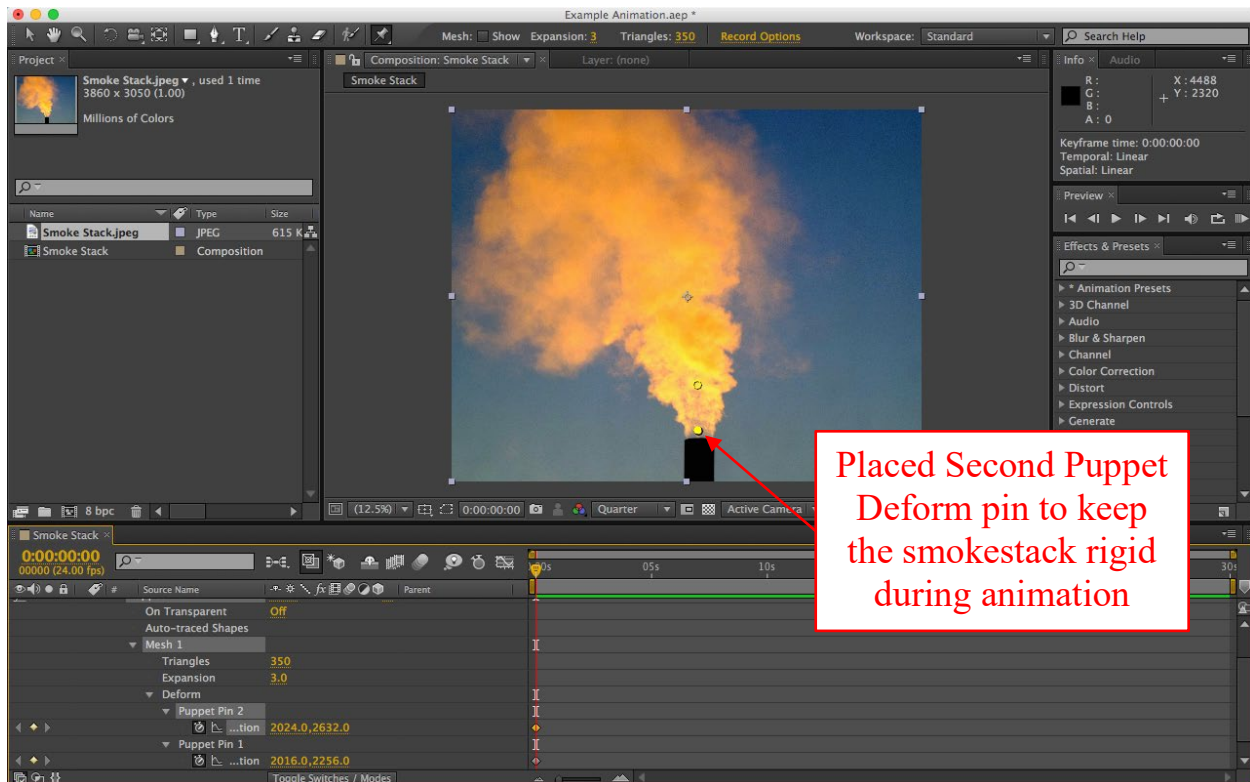 Example Animation.aep *
Mesh: Show Expansion: 3 Triangles: 350 Record Options Workspace: Standard Search Help
Project
Smoke Stack.jpeg ▾ , used 1 time
3860 x 3050 (1.00)
Millions of Colors
Name Type Size
Smoke Stack.jpeg JPEG 615 K
Smoke Stack Composition
8 bpc
Composition: Smoke Stack Layer: (none)
Smoke Stack
(12.5%) 0:00:00:00 Quarter Active Camera
Placed Second Puppet
Deform pin to keep
the smokestack rigid
during animation
Info Audio
R : X : 4488
G : + Y : 2320
B :
A : 0
Keyframe time: 0:00:00:00
Temporal: Linear
Spatial: Linear
Preview
Effects & Presets
* Animation Presets
3D Channel
Audio
Blur & Sharpen
Channel
Color Correction
Distort
Expression Controls
Generate
Smoke Stack
0:00:00:00
00000 (24.00 fps)
05s 10s
# Source Name Parent
On Transparent Off
Auto-traced Shapes
Mesh 1
Triangles 350
Expansion 3.0
Deform
Puppet Pin 2
...tion 2024.0,2632.0
Puppet Pin 1
...tion 2016.0,2256.0
Toggle Switches / Modes